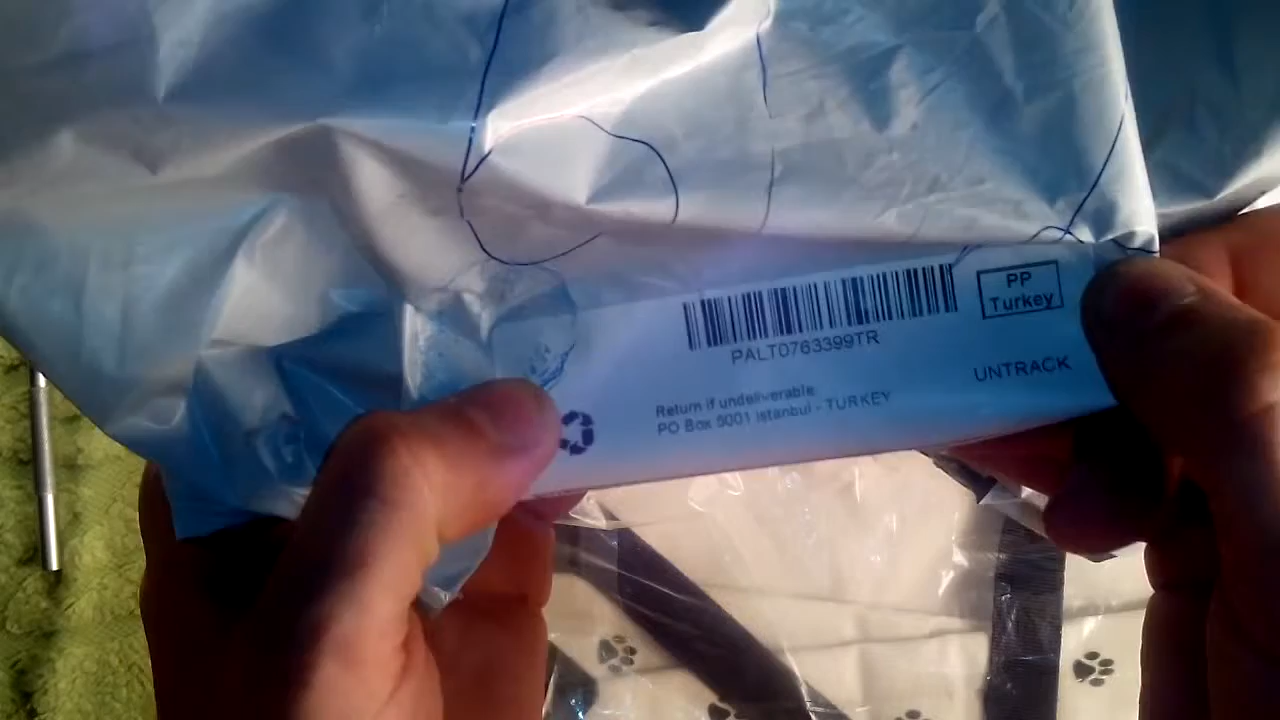 PP
Turkey
PALT0763399TR
UNTRACK
Return if undeliverable:
PO Box 5001 Istanbul - TURKEY